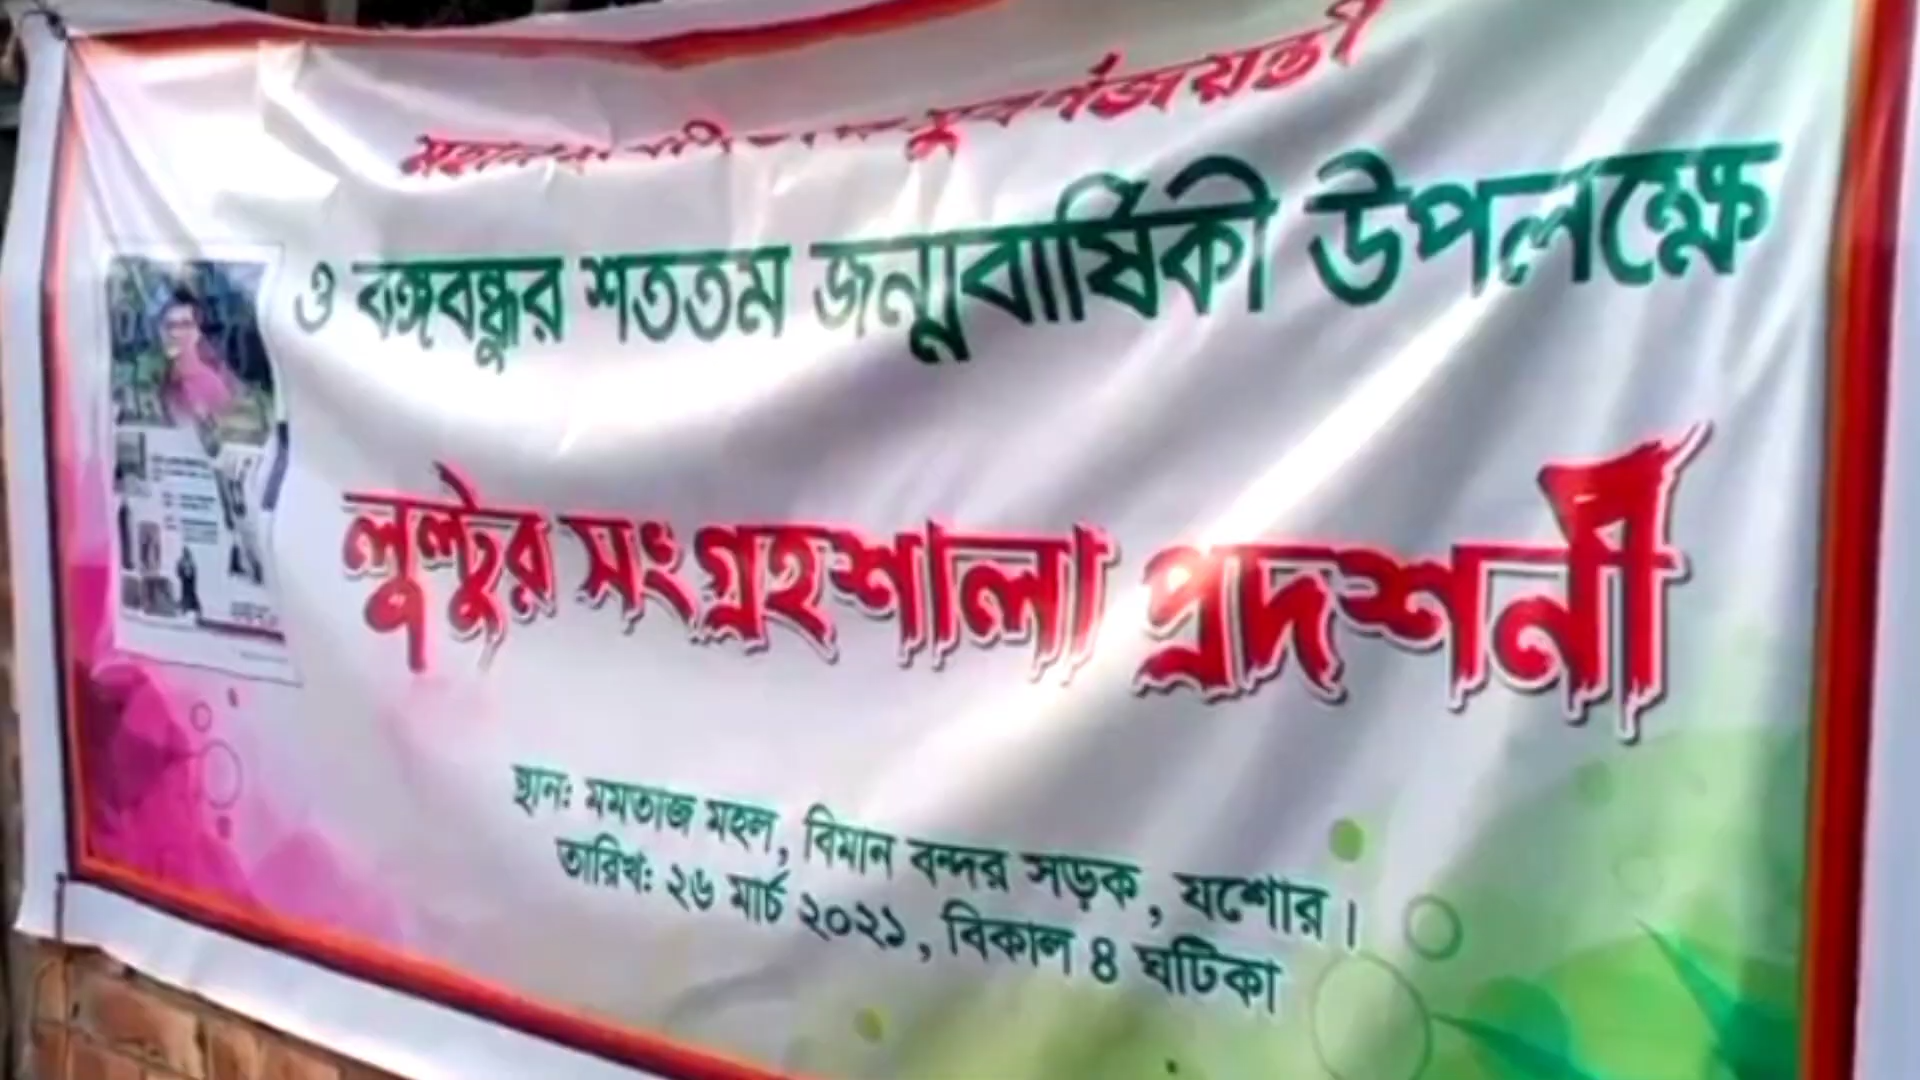 সুবর্ণজয়ন্তী
ও বঙ্গবন্ধুর শততম জন্মবার্ষিকী উপলক্ষে
লুল্টুর সংগ্রহশালা প্রদর্শনী
স্থান: মমতাজ মহল, বিমান বন্দর সড়ক, যশোর।
তারিখ: ২৬ মার্চ ২০২১, বিকাল ৪ ঘটিকা